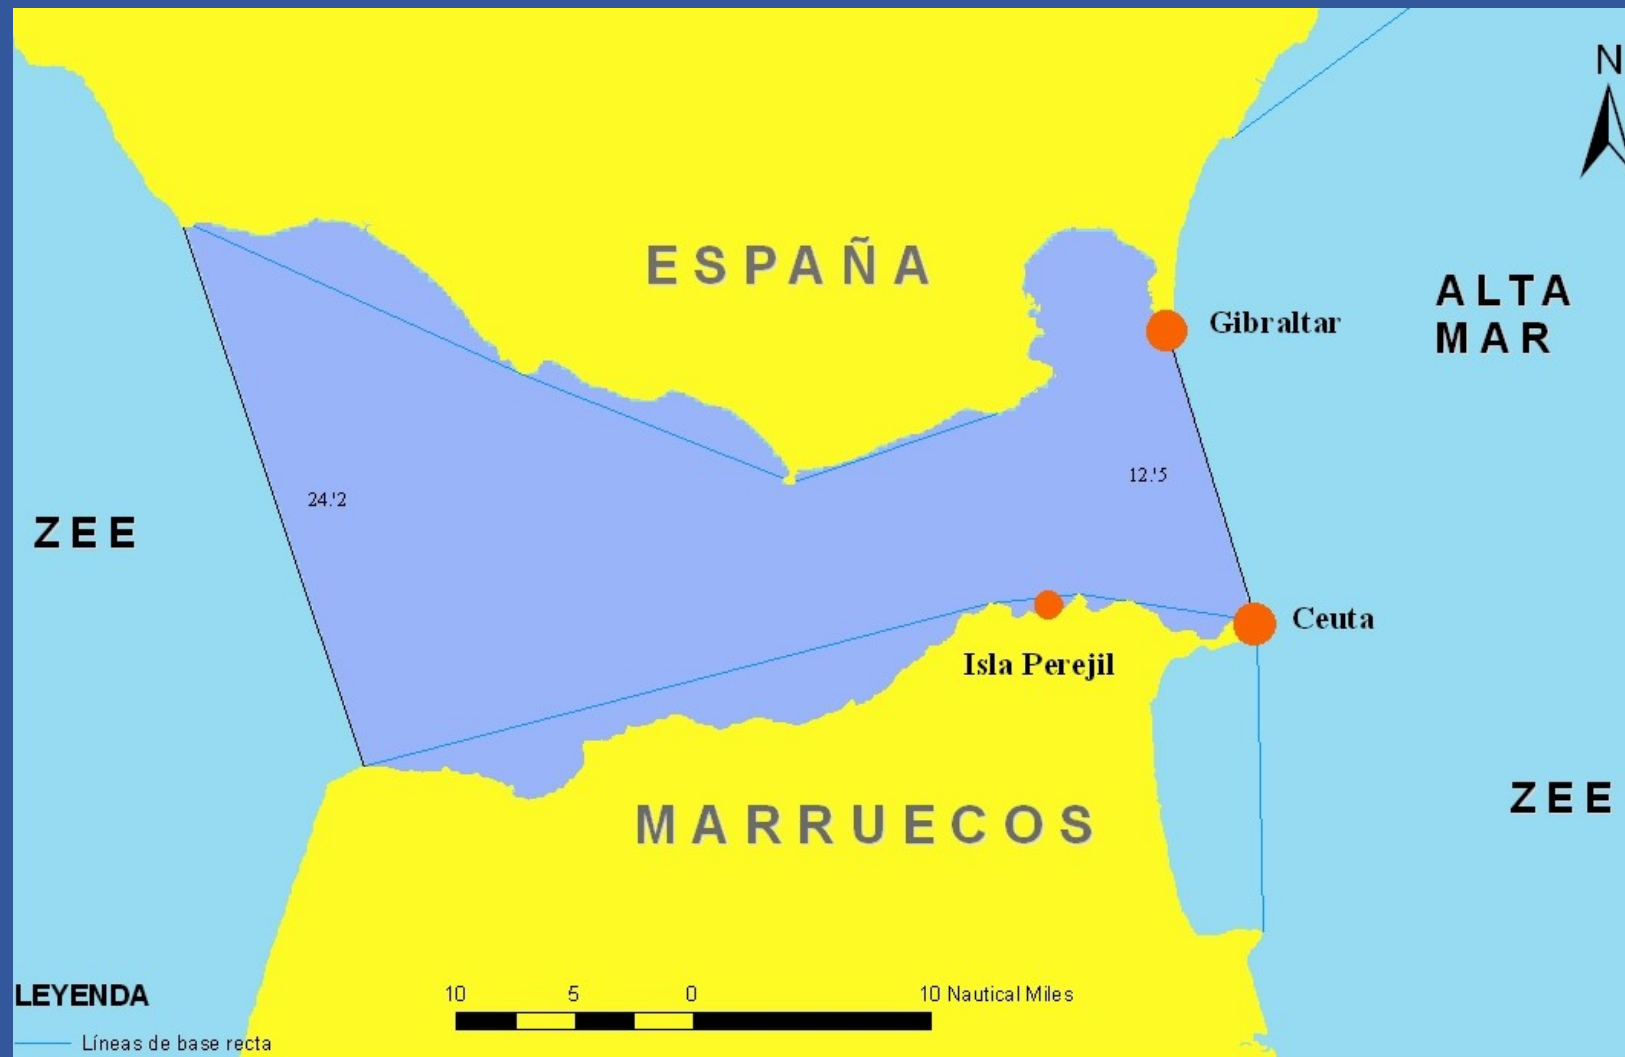 N
ESPAÑA
ALTA
MAR
Gibraltar
12.'5
24.'2
ZEE
Ceuta
Isla Perejil
ZEE
MARRUECOS
LEYENDA
10 5 0 10 Nautical Miles
Líneas de base recta